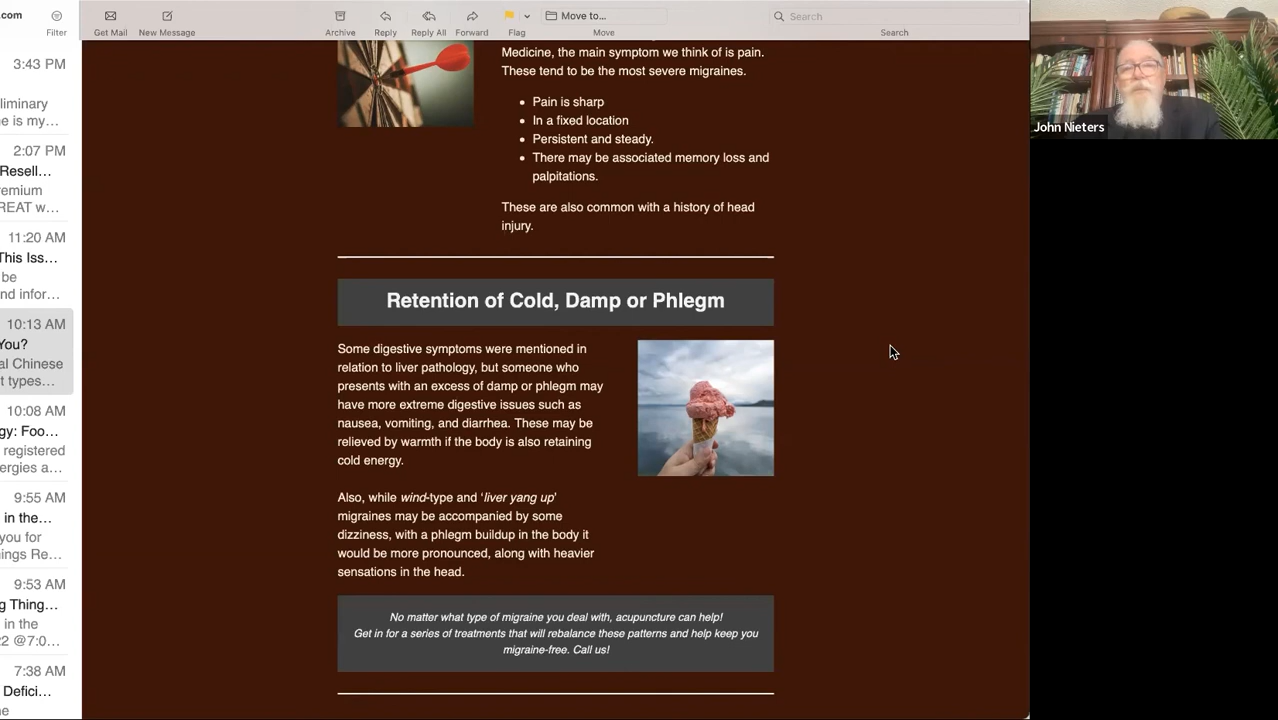 .com
Filter
Get Mail
New Message
Archive
Reply
Reply All
Forward
Flag
Move to...
Move
Search
Search
3:43 PM
liminary
e is my...
2:07 PM
Resell...
remium
REAT w...
11:20 AM
This Iss...
be
nd infor...
10:13 AM
You?
al Chinese
t types...
10:08 AM
gy: Foo...
registered
ergies a...
9:55 AM
in the...
you for
nings Re...
9:53 AM
g Thing...
in the
22 @7:0...
7:38 AM
Defici...
ne
Medicine, the main symptom we think of is pain.
These tend to be the most severe migraines.
• Pain is sharp
• In a fixed location
• Persistent and steady.
• There may be associated memory loss and
palpitations.
These are also common with a history of head
injury.
Retention of Cold, Damp or Phlegm
Some digestive symptoms were mentioned in
relation to liver pathology, but someone who
presents with an excess of damp or phlegm may
have more extreme digestive issues such as
nausea, vomiting, and diarrhea. These may be
relieved by warmth if the body is also retaining
cold energy.
Also, while wind-type and ‘liver yang up’
migraines may be accompanied by some
dizziness, with a phlegm buildup in the body it
would be more pronounced, along with heavier
sensations in the head.
No matter what type of migraine you deal with, acupuncture can help!
Get in for a series of treatments that will rebalance these patterns and help keep you
migraine-free. Call us!
John Nieters